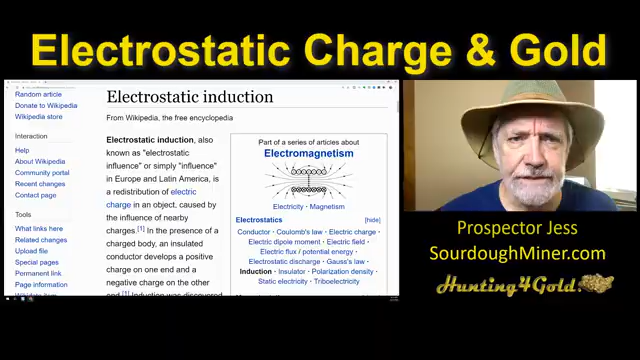 Electrostatic Charge & Gold
Random article
Donate to Wikipedia
Wikipedia store
Interaction
Help
About Wikipedia
Community portal
Recent changes
Contact page
Tools
What links here
Related changes
Upload file
Special pages
Permanent link
Page information
Wikidata item
Electrostatic induction
From Wikipedia, the free encyclopedia
Electrostatic induction, also
known as "electrostatic
influence" or simply "influence"
in Europe and Latin America, is
a redistribution of electric
charge in an object, caused by
the influence of nearby
charges.[1] In the presence of a
charged body, an insulated
conductor develops a positive
charge on one end and a
negative charge on the other
end.[1] Induction was discovered
Part of a series of articles about
Electromagnetism
Electricity · Magnetism
Electrostatics [hide]
Conductor · Coulomb's law · Electric charge ·
Electric dipole moment · Electric field ·
Electric flux / potential energy ·
Electrostatic discharge · Gauss's law ·
Induction · Insulator · Polarization density ·
Static electricity · Triboelectricity
Prospector Jess
SourdoughMiner.com
Hunting4Gold!